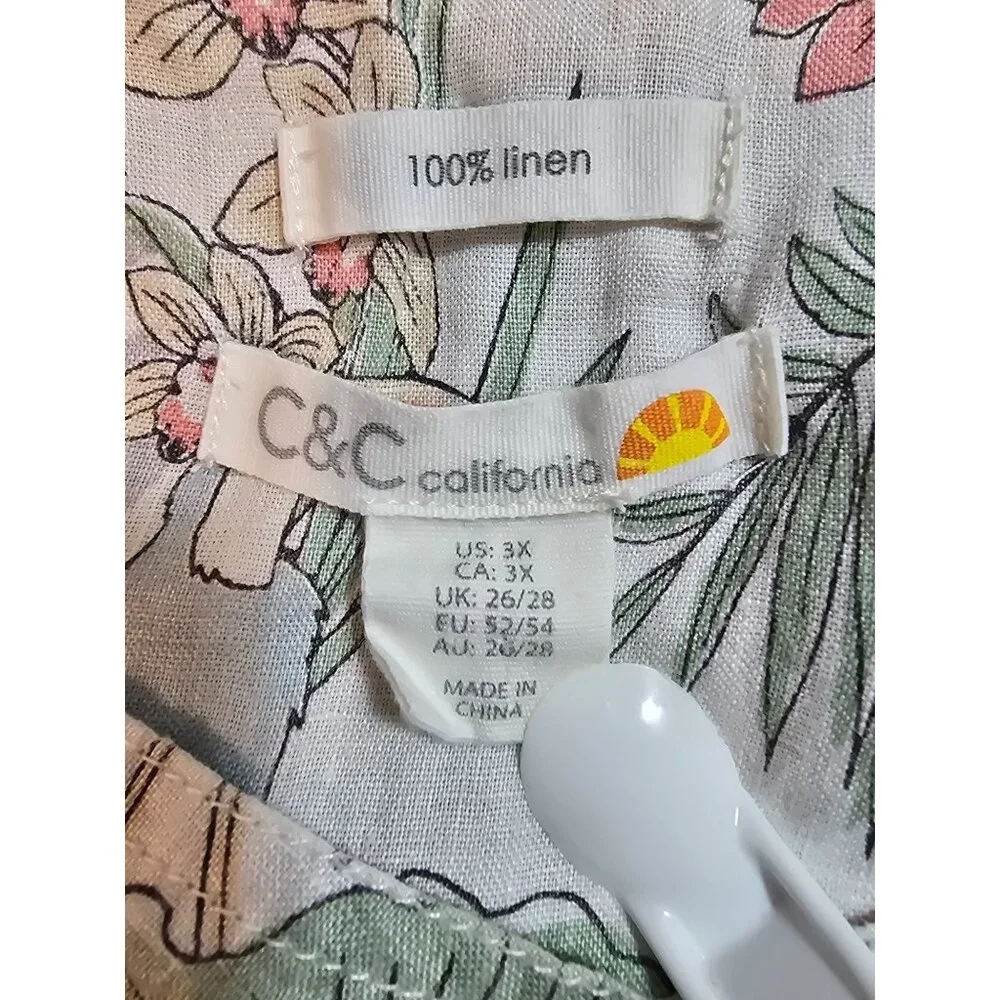 100% linen
C&C california
US: 3X
CA: 3X
UK: 26/28
EU: 52/54
AU: 26/28
MADE IN
CHINA